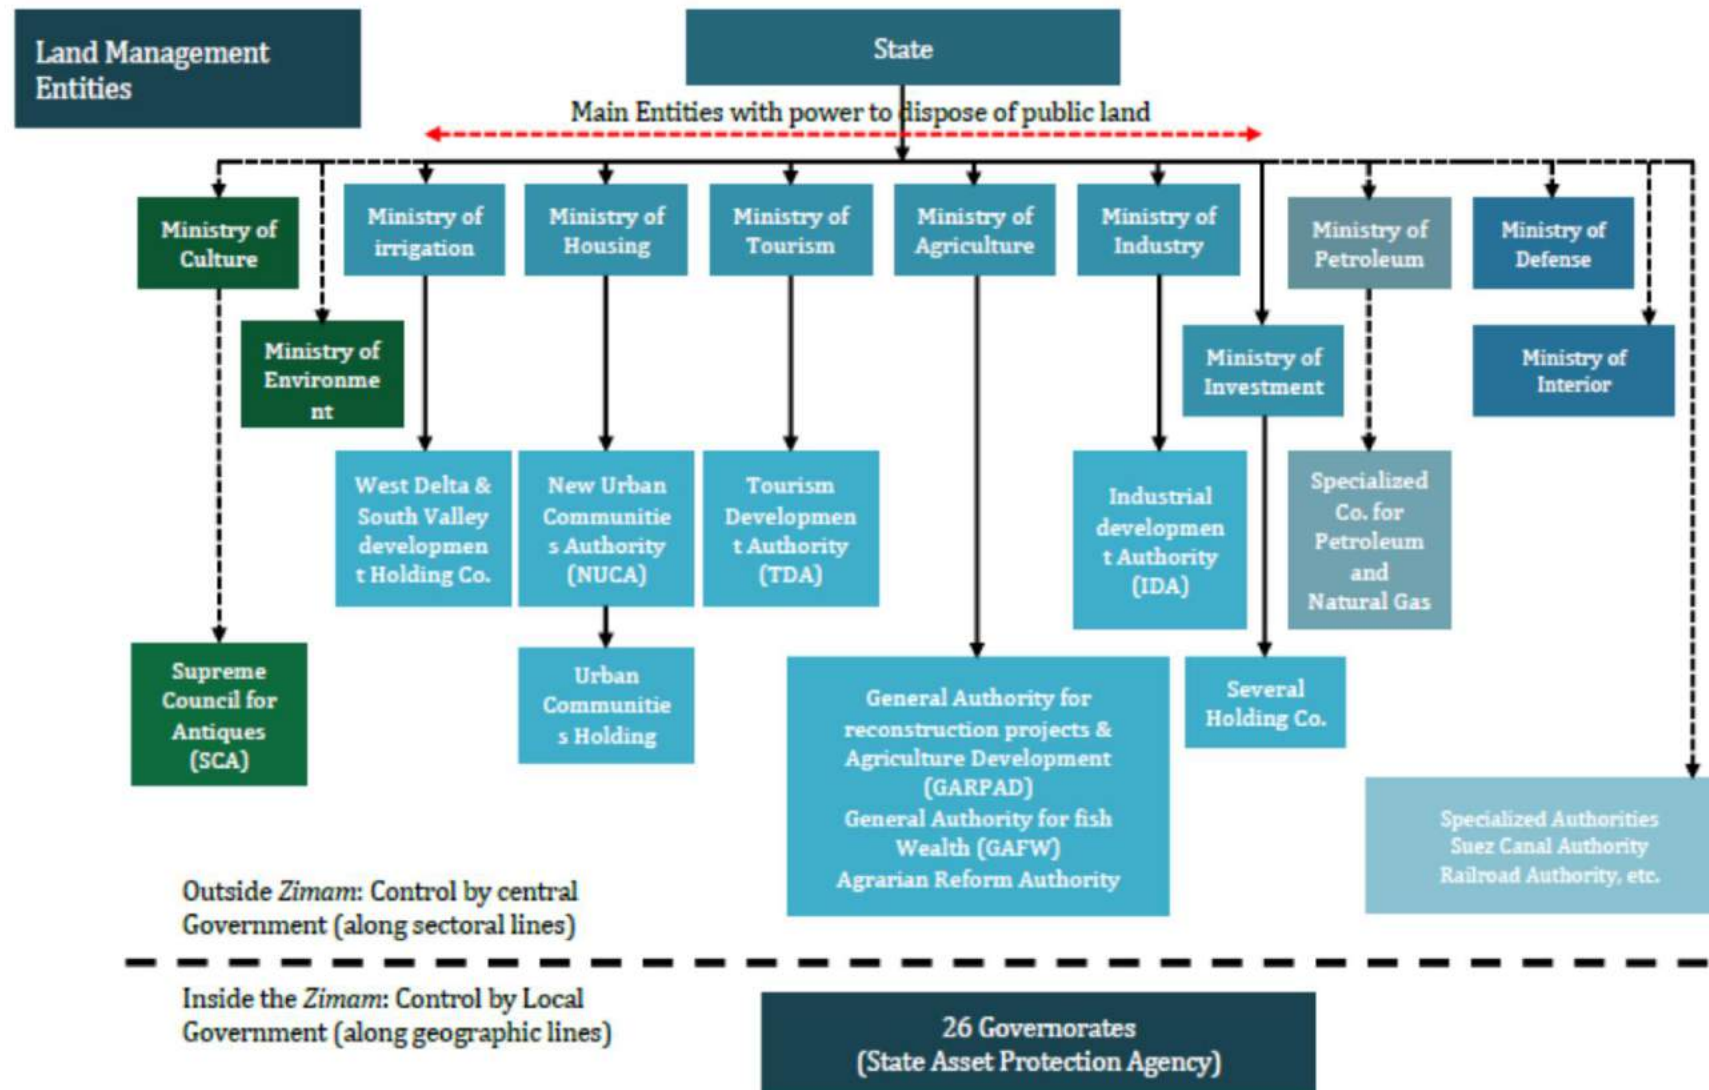 Land Management
Entities
State
Main Entities with power to dispose of public land
Ministry of
Culture
Ministry of
Environme
nt
Ministry of
irrigation
Ministry of
Housing
Ministry of
Tourism
Ministry of
Agriculture
Ministry of
Industry
Ministry of
Investment
Ministry of
Petroleum
Ministry of
Defense
Ministry of
Interior
West Delta &
South Valley
developmen
t Holding Co.
New Urban
Communitie
s Authority
(NUCA)
Tourism
Developmen
t Authority
(TDA)
Industrial
developmen
t Authority
(IDA)
Specialized
Co. for
Petroleum
and
Natural Gas
Supreme
Council for
Antiques
(SCA)
Urban
Communitie
s Holding
General Authority for
reconstruction projects &
Agriculture Development
(GARPAD)
General Authority for fish
Wealth (GAFW)
Agrarian Reform Authority
Several
Holding Co.
Specialized Authorities
Suez Canal Authority
Railroad Authority, etc.
Outside Zimam: Control by central
Government (along sectoral lines)
Inside the Zimam: Control by Local
Government (along geographic lines)
26 Governorates
(State Asset Protection Agency)